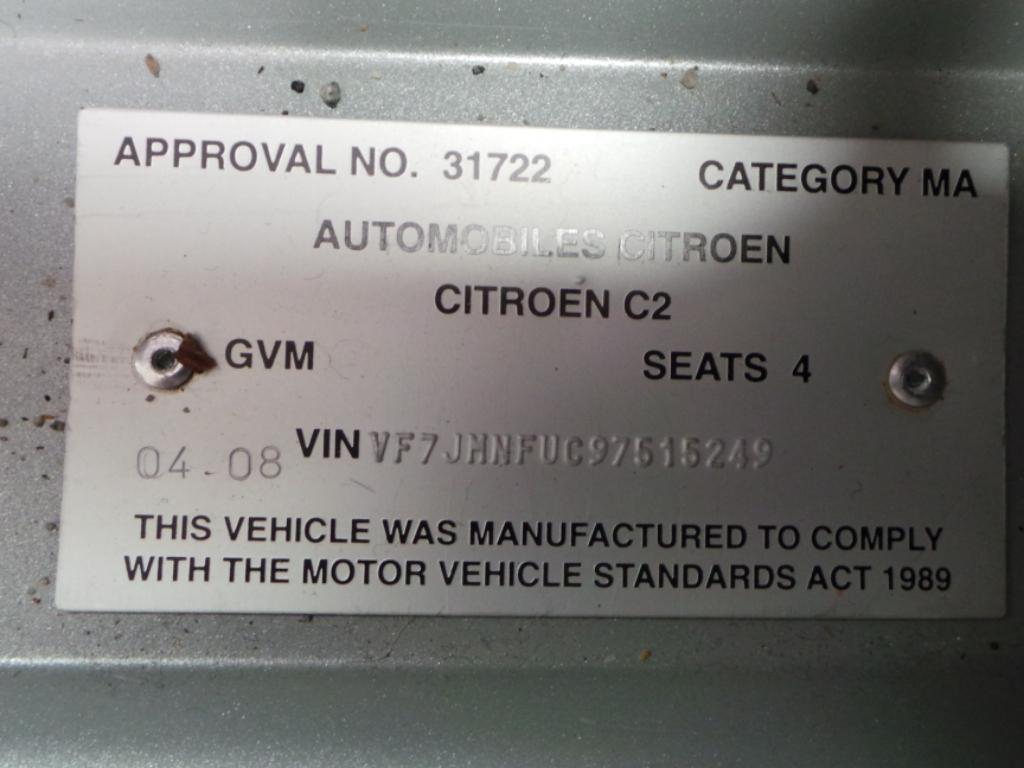 APPROVAL NO. 31722 CATEGORY MA
AUTOMOBILES CITROEN
CITROEN C2
GVM SEATS 4
04-08 VIN VF7JMNFUC97515249
THIS VEHICLE WAS MANUFACTURED TO COMPLY
WITH THE MOTOR VEHICLE STANDARDS ACT 1989